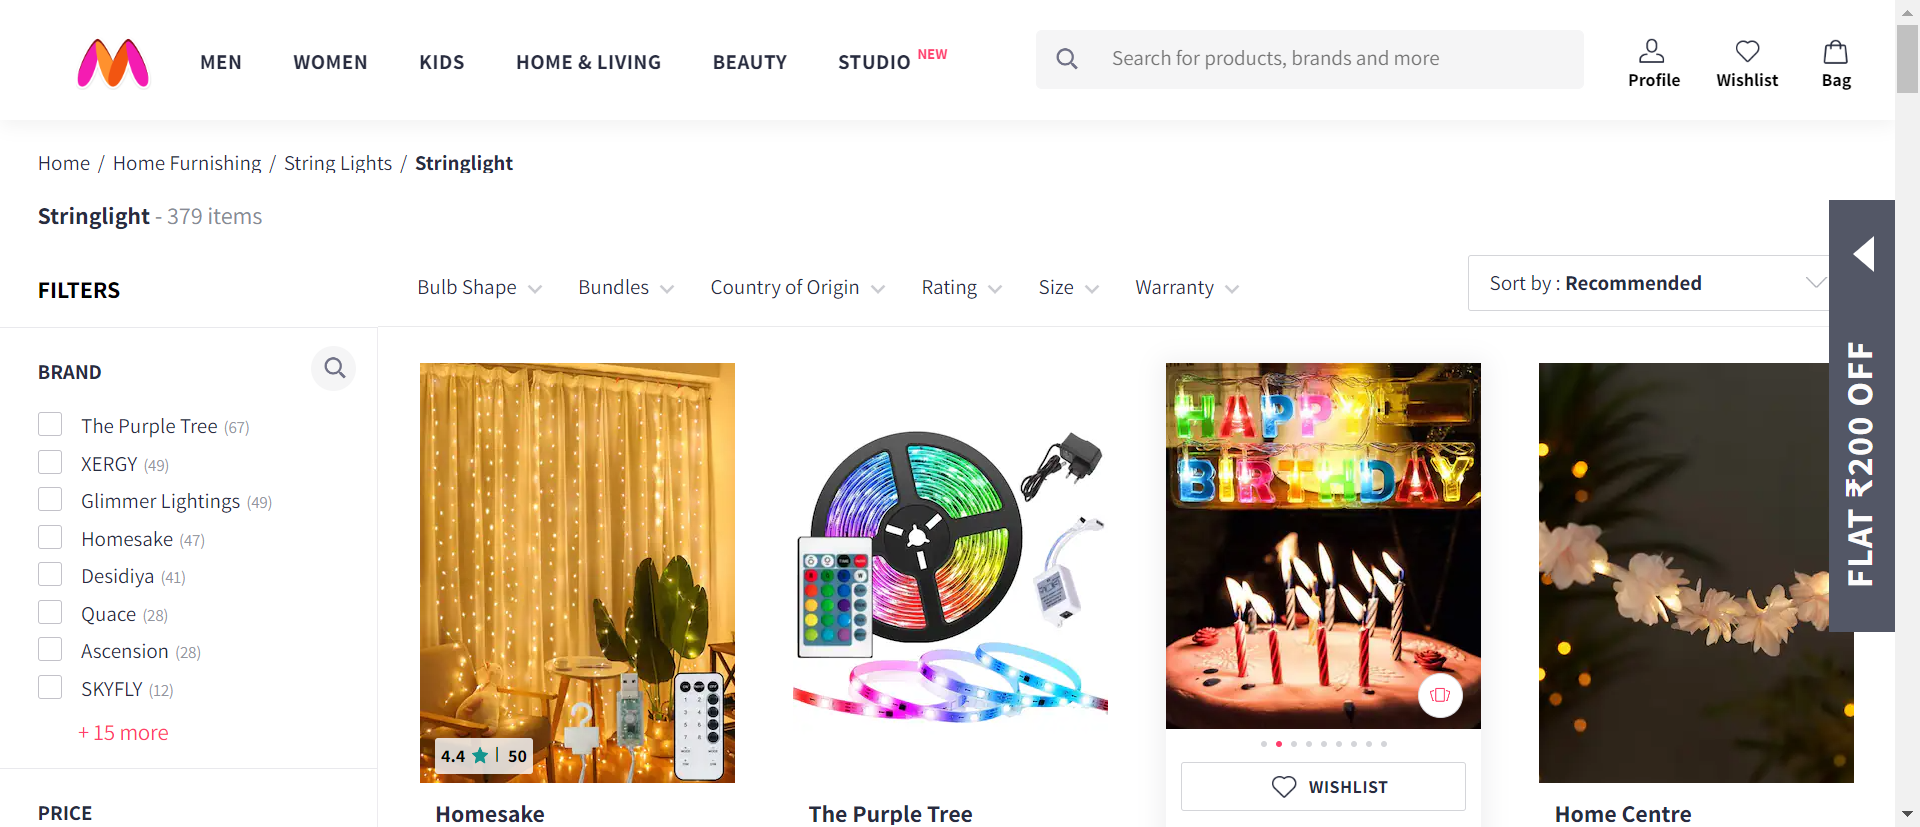 MEN WOMEN KIDS HOME & LIVING BEAUTY STUDIO NEW
Search for products, brands and more
Profile Wishlist Bag
Home / Home Furnishing / String Lights / Stringlight
Stringlight - 379 items
FILTERS
Bulb Shape Bundles Country of Origin Rating Size Warranty
Sort by : Recommended
BRAND
The Purple Tree (67)
XERGY (49)
Glimmer Lightings (49)
Homesake (47)
Desidiya (41)
Quace (28)
Ascension (28)
SKYFLY (12)
+ 15 more
PRICE
4.4 50
Homesake
The Purple Tree
HAPPY
BIRTHDAY
WISHLIST
Home Centre
FLAT ₹200 OFF